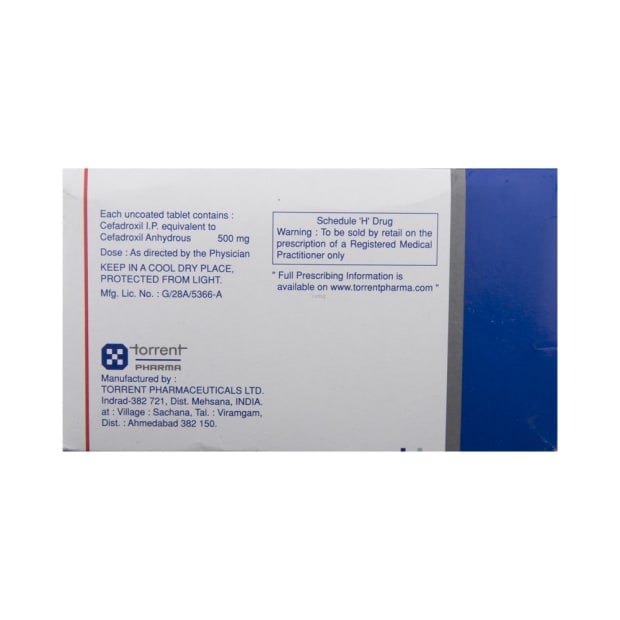 Each uncoated tablet contains :
Cefadroxil I.P. equivalent to
Cefadroxil Anhydrous 500 mg
Dose : As directed by the Physician
KEEP IN A COOL DRY PLACE,
PROTECTED FROM LIGHT.
Mfg. Lic. No. : G/28A/5366-A
Schedule 'H' Drug
Warning : To be sold by retail on the
prescription of a Registered Medical
Practitioner only
" Full Prescribing Information is
available on www.torrentpharma.com "
torrent
PHARMA
Manufactured by :
TORRENT PHARMACEUTICALS LTD.
Indrad-382 721, Dist. Mehsana, INDIA.
at : Village : Sachana, Tal. : Viramgam,
Dist. : Ahmedabad 382 150.